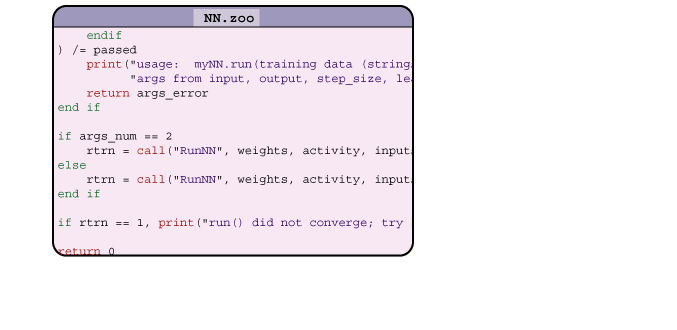 NN.zoo
endif
) /= passed
print("usage:  myNN.run(training data (string
"args from input, output, step_size, le
return args_error
end if
if args_num == 2
rtrn = call("RunNN", weights, activity, input
else
rtrn = call("RunNN", weights, activity, input
end if
if rtrn == 1, print("run() did not converge; try
return 0